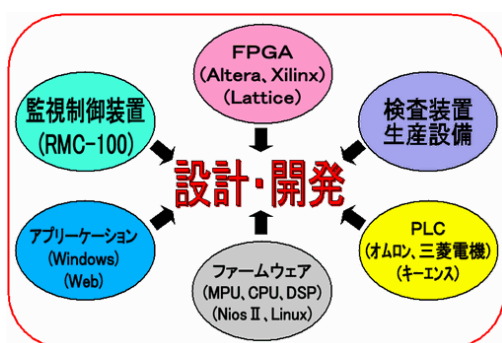 FPGA
(Altera、Xilinx)
(Lattice)
監視制御装置
(RMC-100)
検査装置
生産設備
設計・開発
アプリーケーション
(Windows)
(Web)
PLC
(オムロン、三菱電機)
(キーエンス)
ファームウェア
(MPU、CPU、DSP)
(NiosⅡ、Linux)